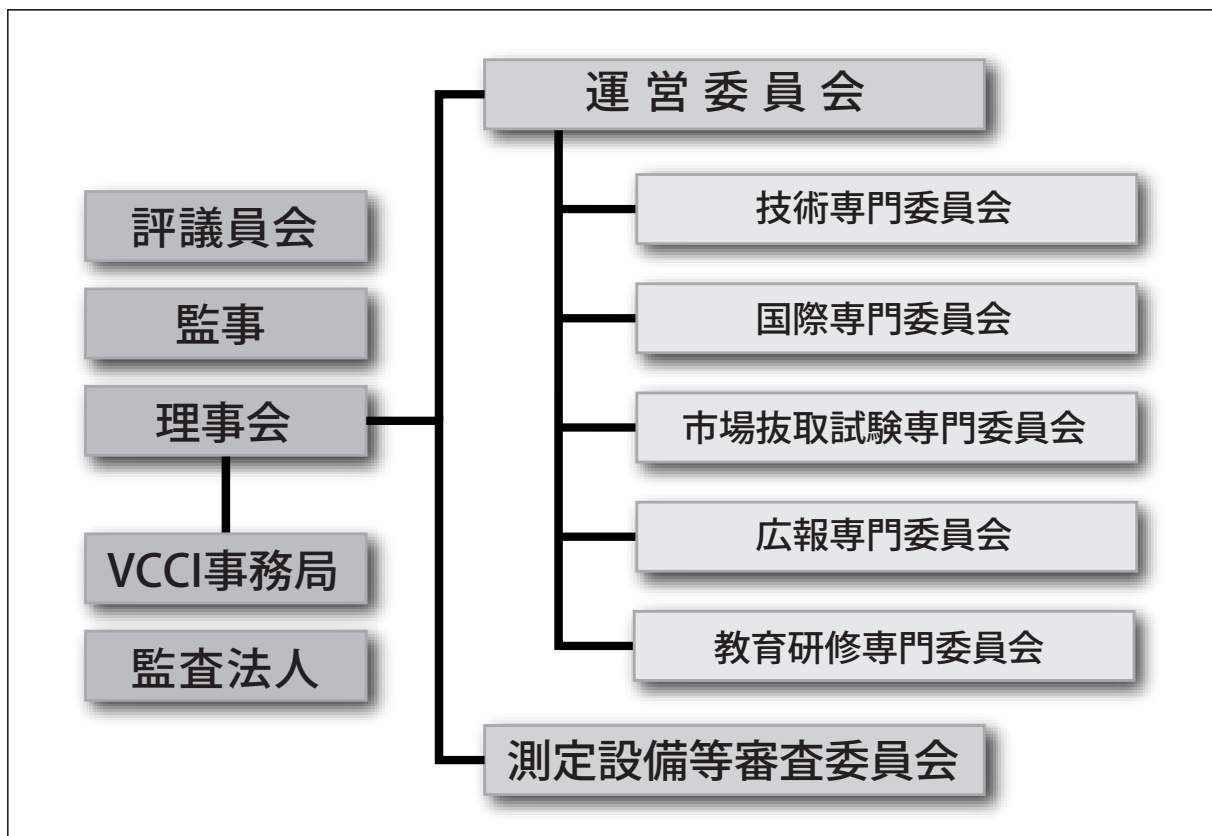 評議員会
監事
理事会
VCCI事務局
監査法人
運営委員会
技術専門委員会
国際専門委員会
市場抜取試験専門委員会
広報専門委員会
教育研修専門委員会
測定設備等審査委員会